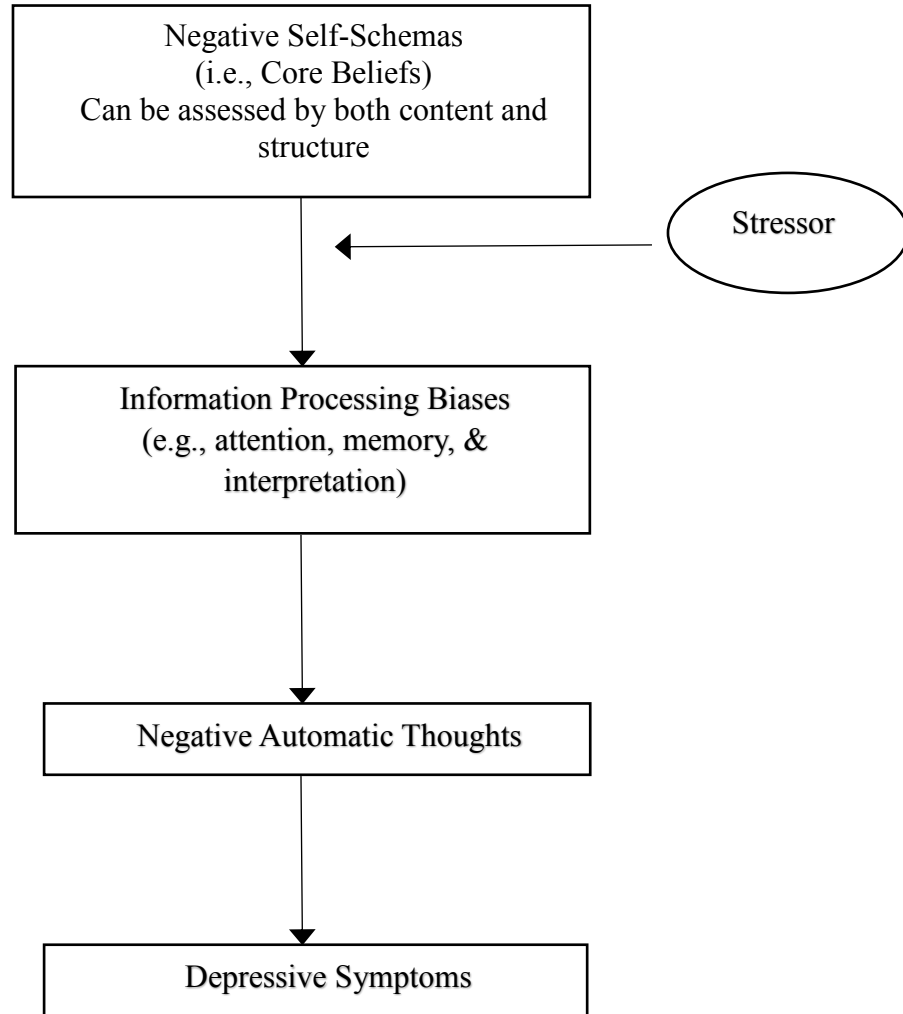 Negative Self-Schemas
(i.e., Core Beliefs)
Can be assessed by both content and
structure
Stressor
Information Processing Biases
(e.g., attention, memory, &
interpretation)
Negative Automatic Thoughts
Depressive Symptoms